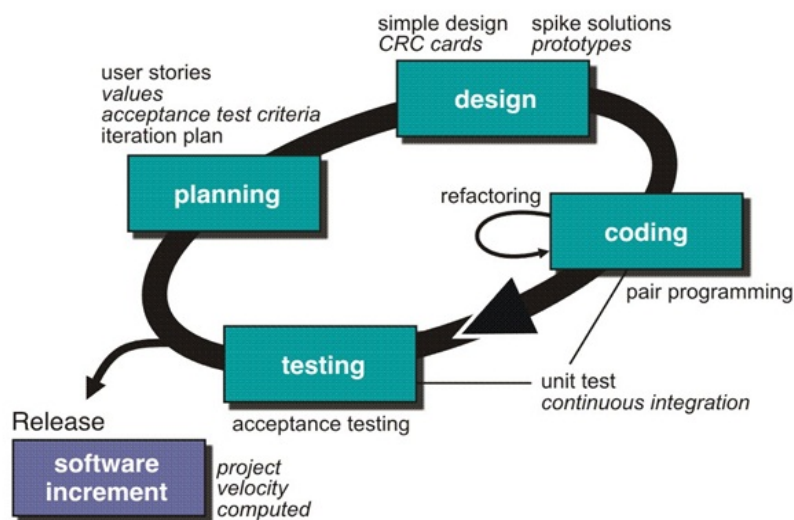 simple design
CRC cards
spike solutions
prototypes
design
user stories
values
acceptance test criteria
iteration plan
planning
refactoring
coding
pair programming
testing
acceptance testing
unit test
continuous integration
Release
software
increment
project
velocity
computed